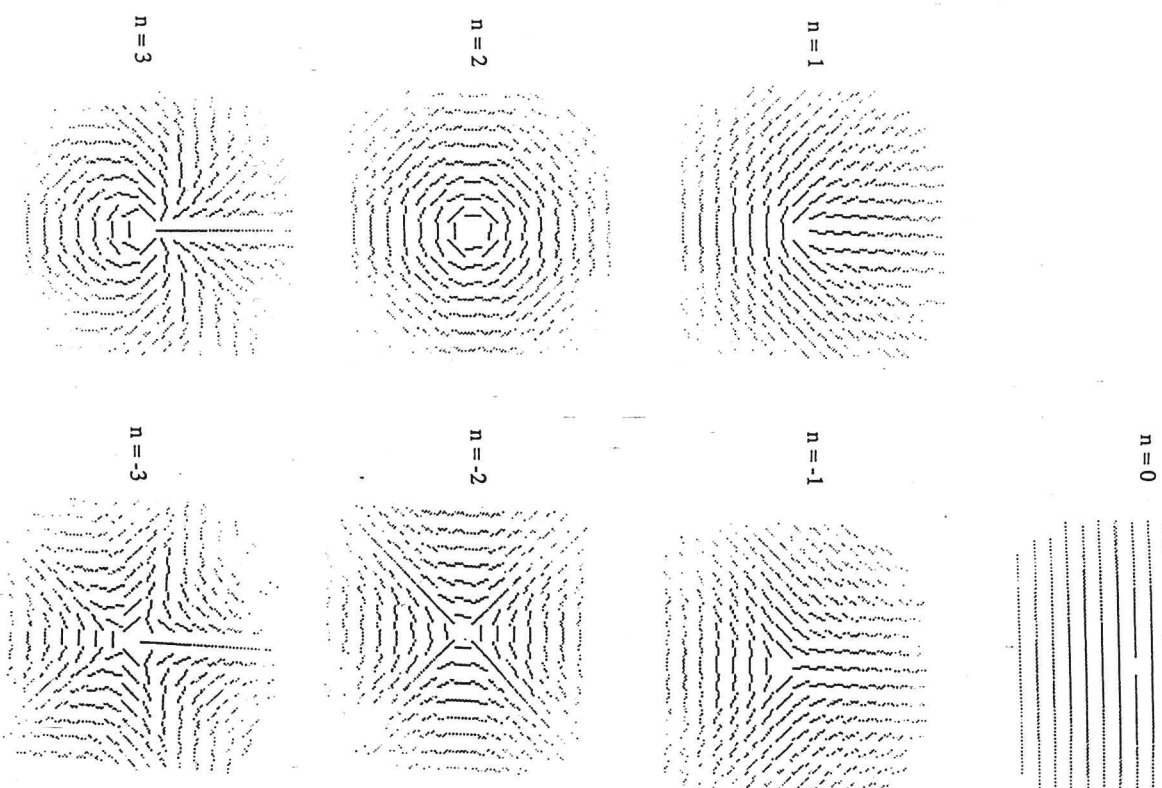 n = 3
n = 2
n = 1
n = -3
n = -2
n = -1
n = 0